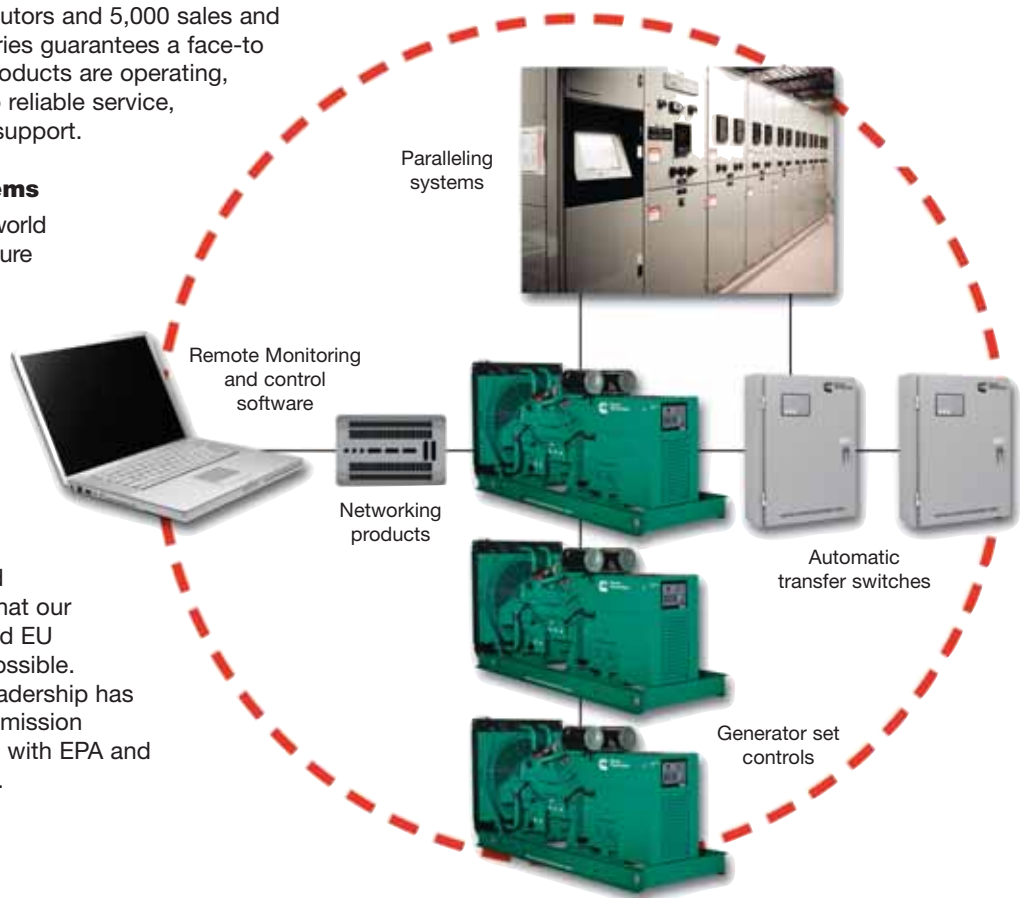 utors and 5,000 sales and
ries guarantees a face-to
oducts are operating,
o reliable service,
support.
ems
world
ure
d
hat our
d EU
ossible.
adership has
mission
with EPA and
.
Paralleling
systems
Remote Monitoring
and control
software
Networking
products
Automatic
transfer switches
Generator set
controls